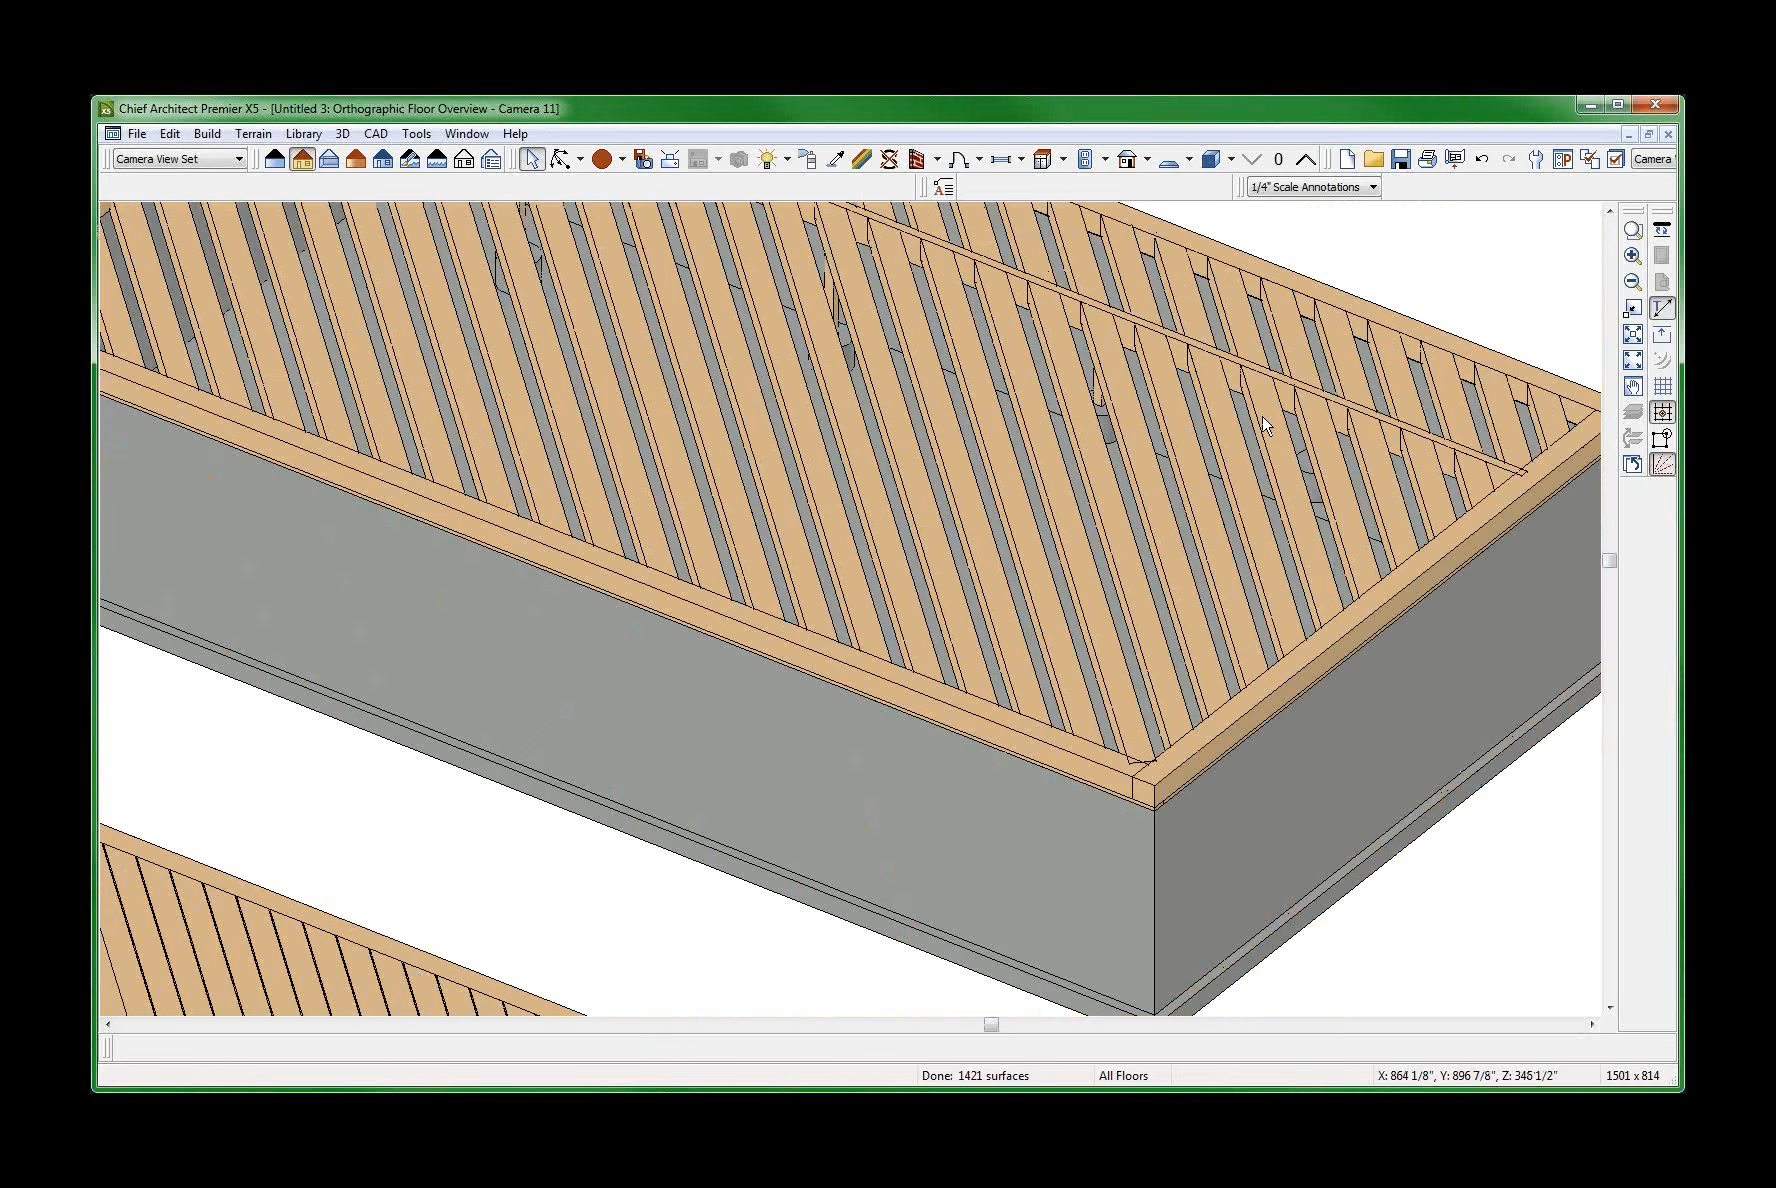 X5 Chief Architect Premier X5 - [Untitled 3: Orthographic Floor Overview - Camera 11]
File Edit Build Terrain Library 3D CAD Tools Window Help
Camera View Set 0 Camera
A 1/4" Scale Annotations
Done: 1421 surfaces All Floors X: 864 1/8", Y: 896 7/8", Z: 346 1/2" 1501 x 814